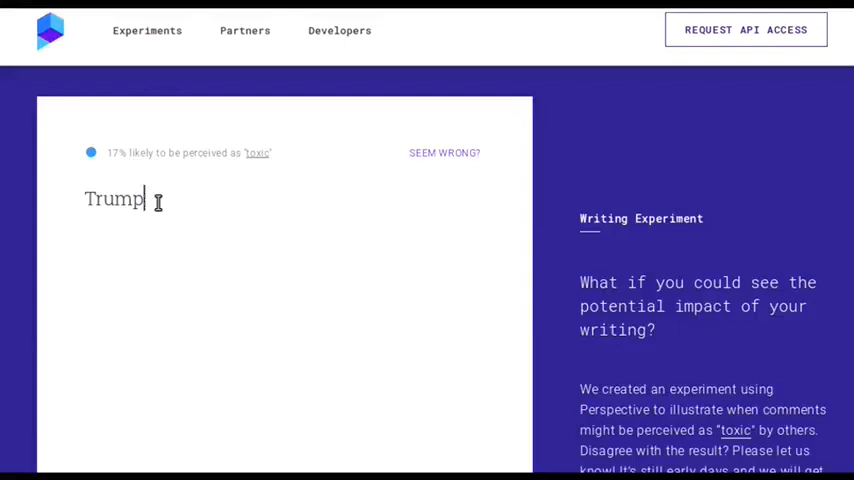 Experiments Partners Developers REQUEST API ACCESS
17% likely to be perceived as "toxic" SEEM WRONG?
Trump
Writing Experiment
What if you could see the
potential impact of your
writing?
We created an experiment using
Perspective to illustrate when comments
might be perceived as "toxic" by others.
Disagree with the result? Please let us
know! It's still early days and we will get